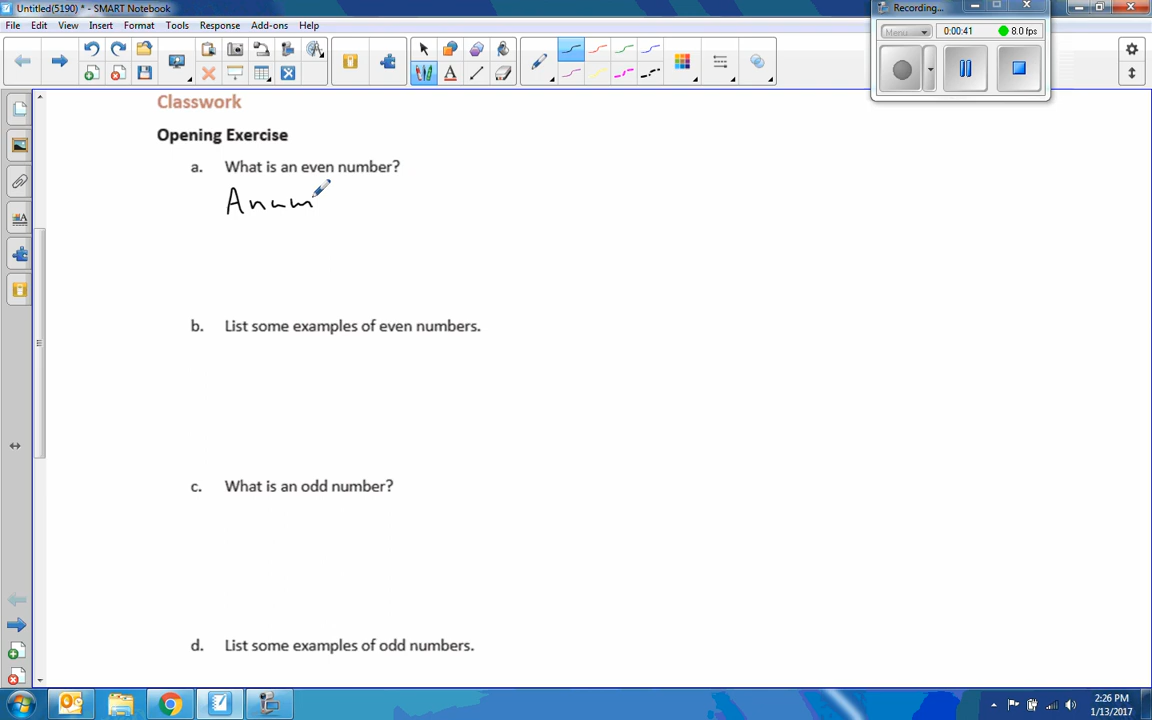 Untitled(5190) * - SMART Notebook
Recording...
File Edit View Insert Format Tools Response Add-ons Help
Menu
0:00:41
8.0 fps
Classwork
Opening Exercise
a. What is an even number?
A num
b. List some examples of even numbers.
c. What is an odd number?
d. List some examples of odd numbers.
2:26 PM
1/13/2017